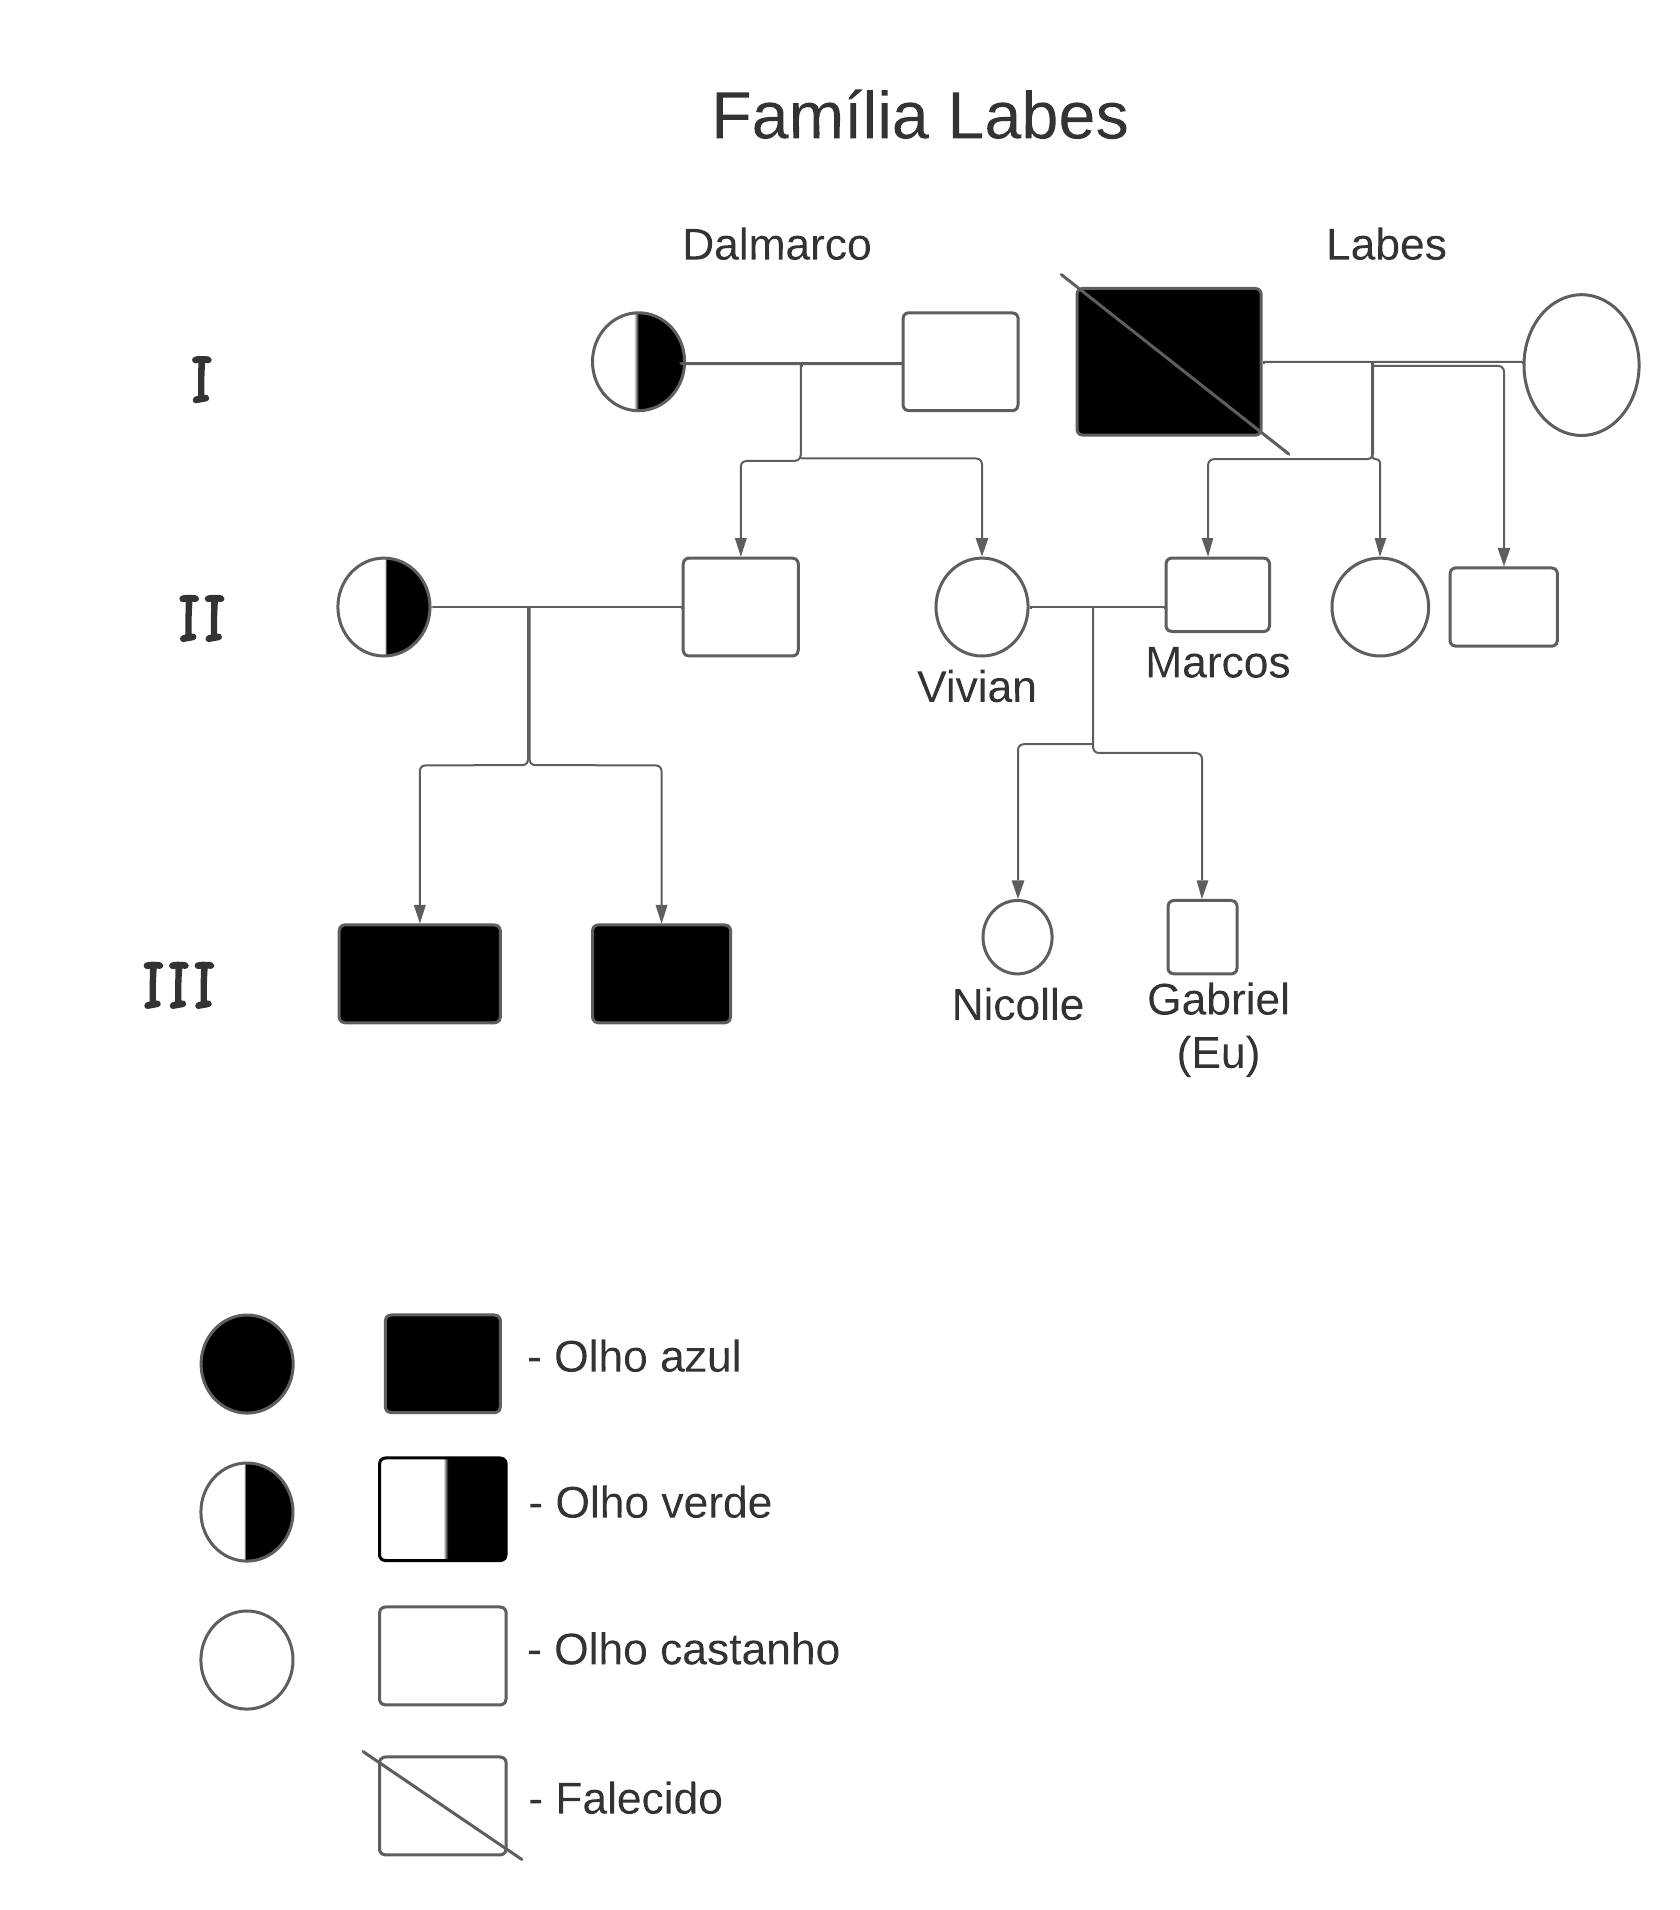 Família Labes
Dalmarco
Labes
I
II
Vivian
Marcos
III
Nicolle
Gabriel
(Eu)
- Olho azul
- Olho verde
- Olho castanho
- Falecido